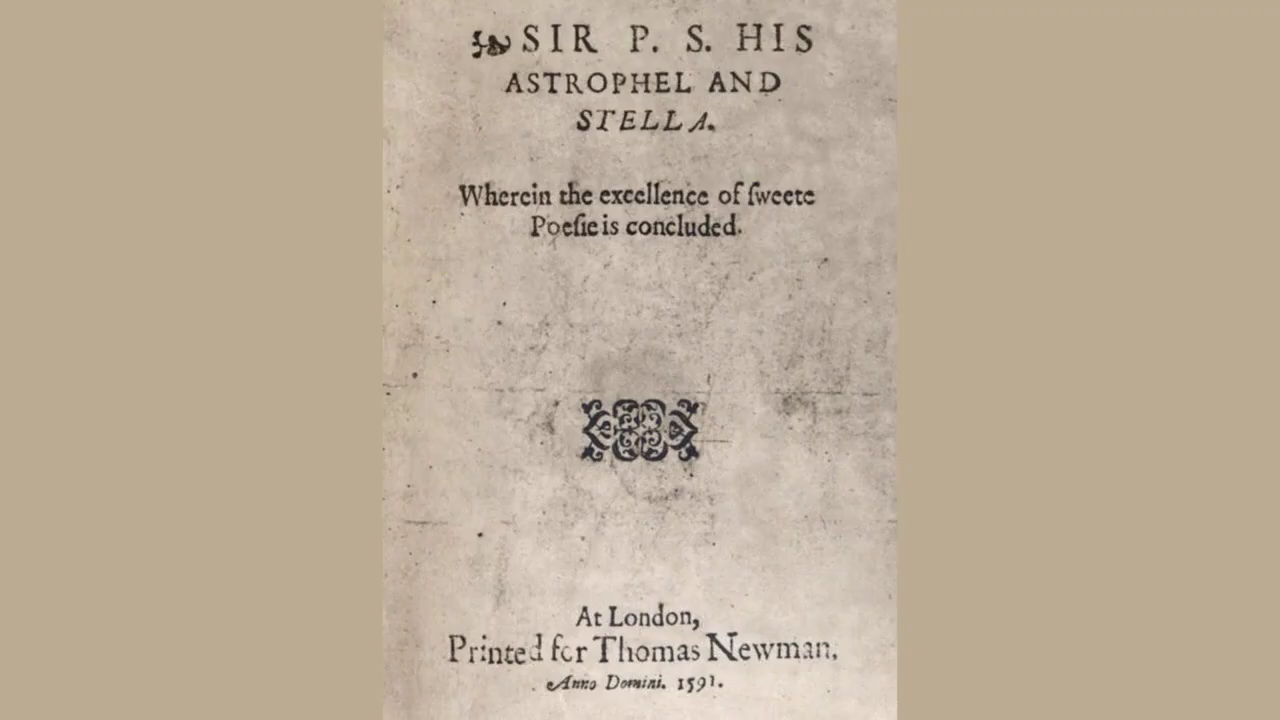 SIR P. S. HIS
ASTROPHEL AND
STELLA.
Wherein the excellence of ſweete
Poeſie is concluded.
At London,
Printed for Thomas Newman.
Anno Domini. 1591.